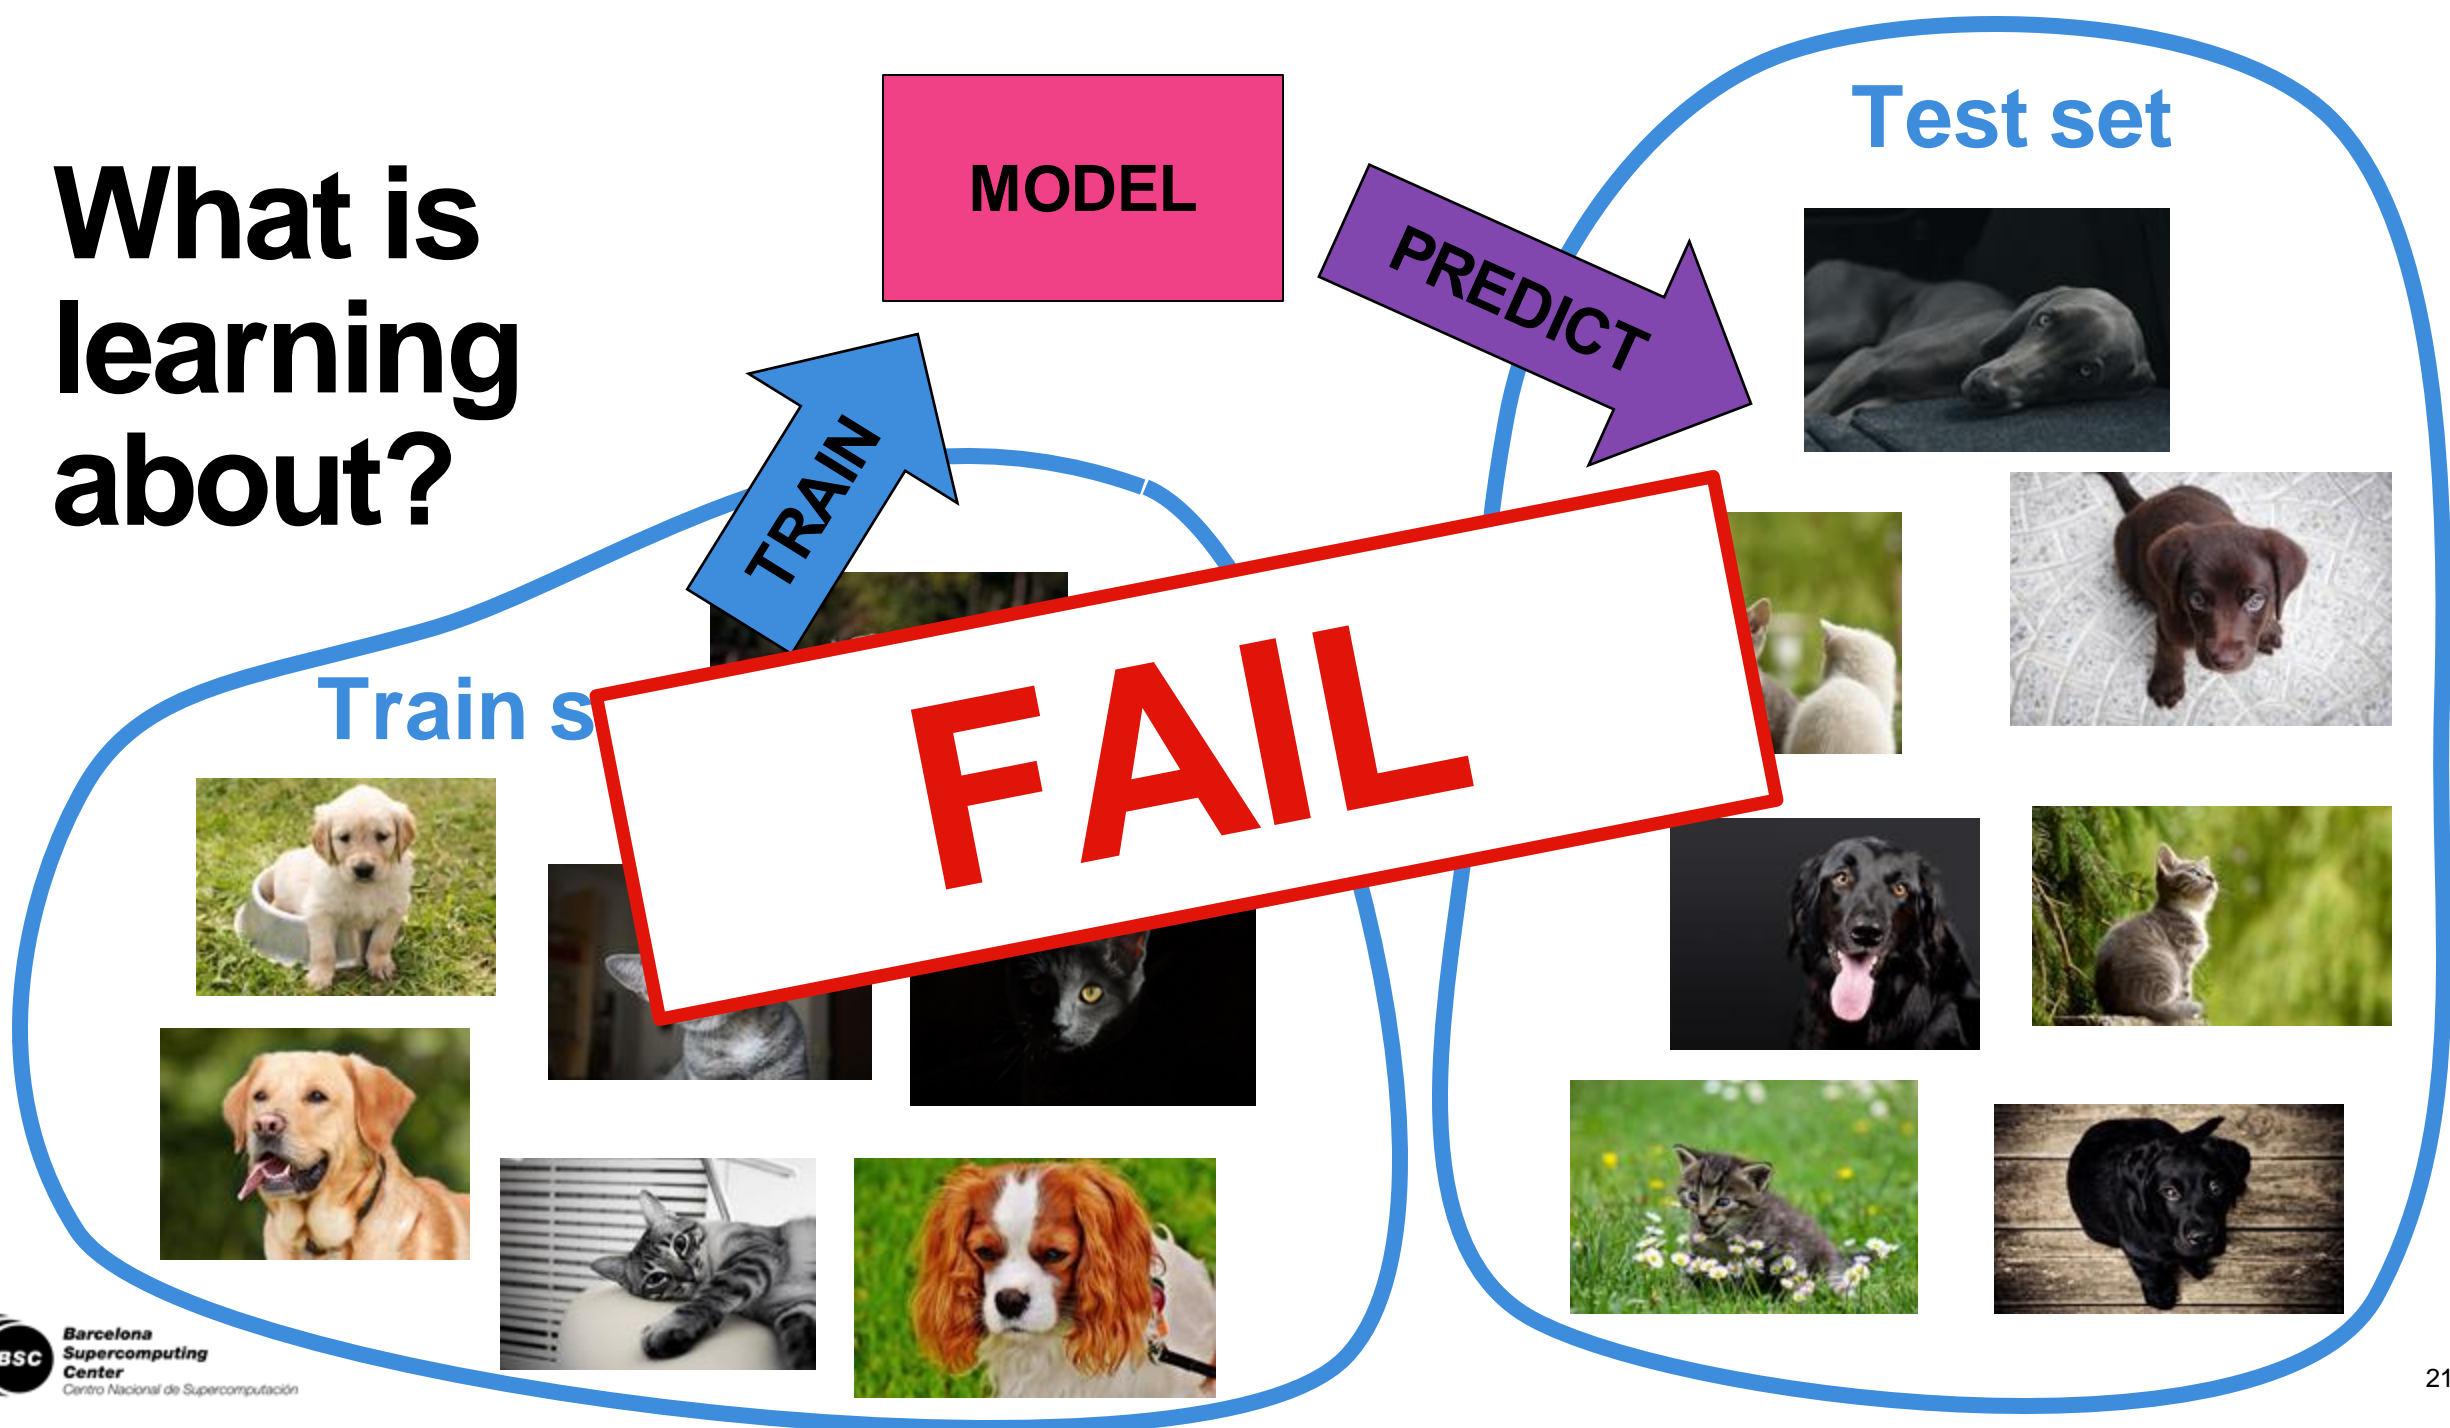 What is
learning
about?
MODEL
Test set
PREDICT
TRAIN
Train s
FAIL
BSC
Barcelona
Supercomputing
Center
Centro Nacional de Supercomputación
21